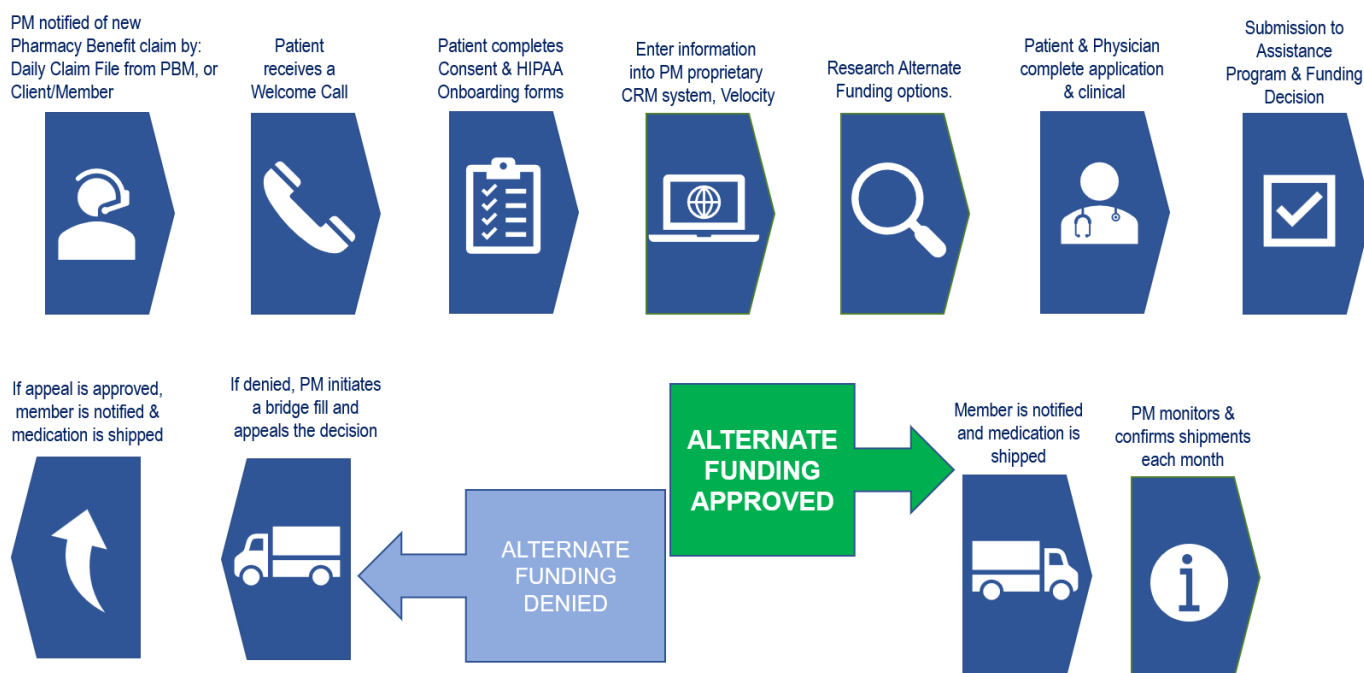 PM notified of new
Pharmacy Benefit claim by:
Daily Claim File from PBM, or
Client/Member
Patient
receives a
Welcome Call
Patient completes
Consent & HIPAA
Onboarding forms
Enter information
into PM proprietary
CRM system, Velocity
Research Alternate
Funding options.
Patient & Physician
complete application
& clinical
Submission to
Assistance
Program & Funding
Decision
If appeal is approved,
member is notified &
medication is shipped
If denied, PM initiates
a bridge fill and
appeals the decision
ALTERNATE
FUNDING
DENIED
ALTERNATE
FUNDING
APPROVED
Member is notified
and medication is
shipped
PM monitors &
confirms shipments
each month